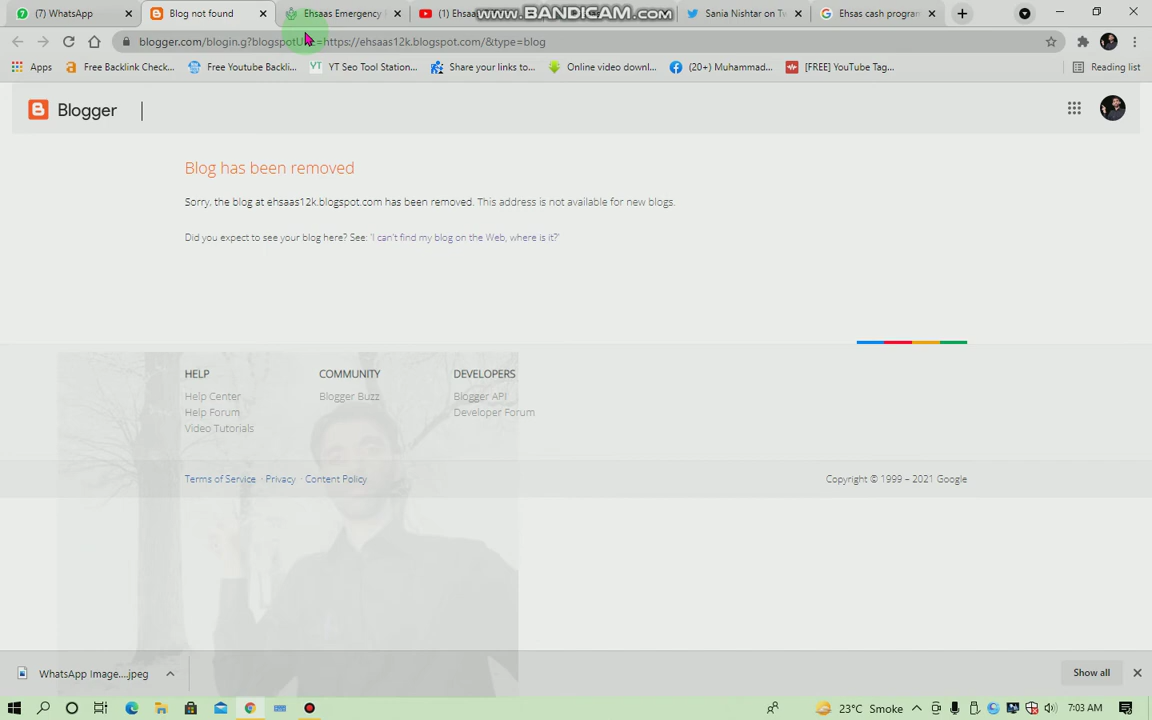 (7) WhatsApp
Blog not found
Ehsaas Emergency
(1) Ehsaa
WWW.BANDICAM.COM
Sania Nishtar on Tw
Ehsas cash program
blogger.com/blogin.g?blogspotU=https://ehsaas12k.blogspot.com/&type=blog
Apps
Free Backlink Check...
Free Youtube Backli...
YT Seo Tool Station...
Share your links to...
Online video downl...
(20+) Muhammad...
[FREE] YouTube Tag...
Reading list
Blogger
Blog has been removed
Sorry, the blog at ehsaas12k.blogspot.com has been removed. This address is not available for new blogs.
Did you expect to see your blog here? See: 'I can't find my blog on the Web, where is it?'
HELP
COMMUNITY
DEVELOPERS
Help Center
Blogger Buzz
Blogger API
Help Forum
Developer Forum
Video Tutorials
Terms of Service · Privacy · Content Policy
Copyright © 1999 – 2021 Google
WhatsApp Image....jpeg
Show all
23°C Smoke
7:03 AM